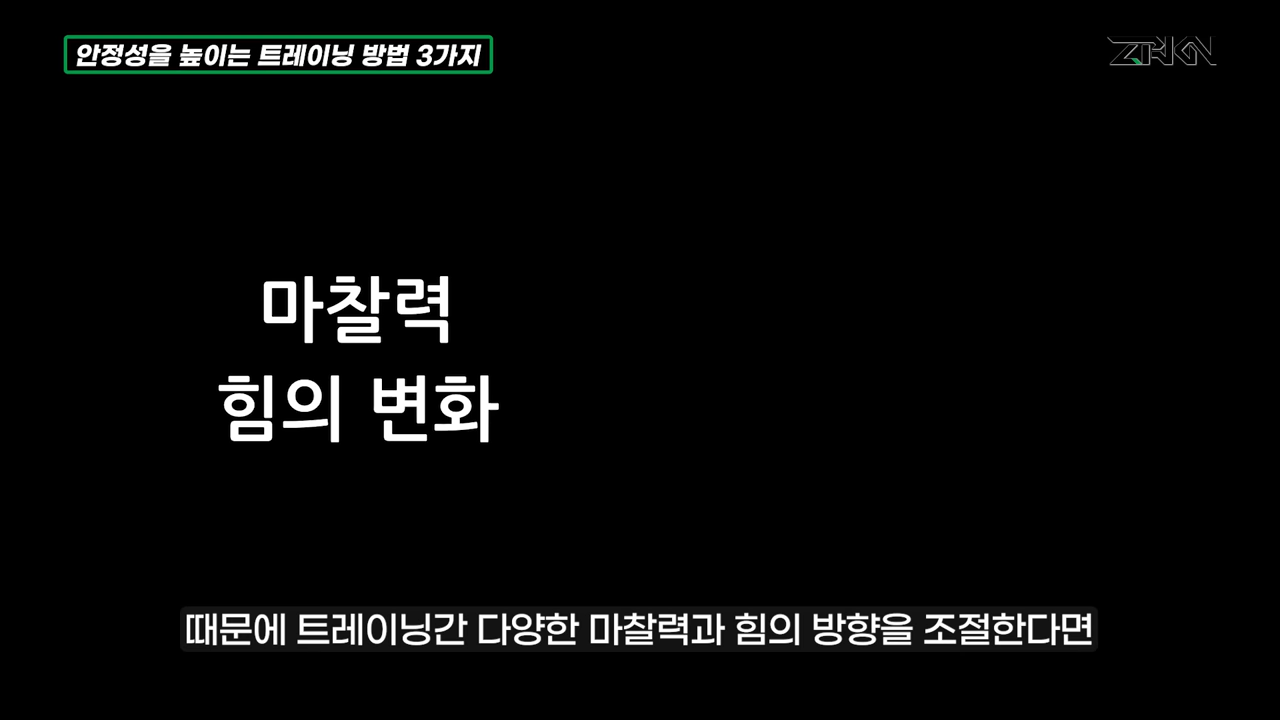 안정성을 높이는 트레이닝 방법 3가지
ZRKN
마찰력
힘의 변화
때문에 트레이닝간 다양한 마찰력과 힘의 방향을 조절한다면